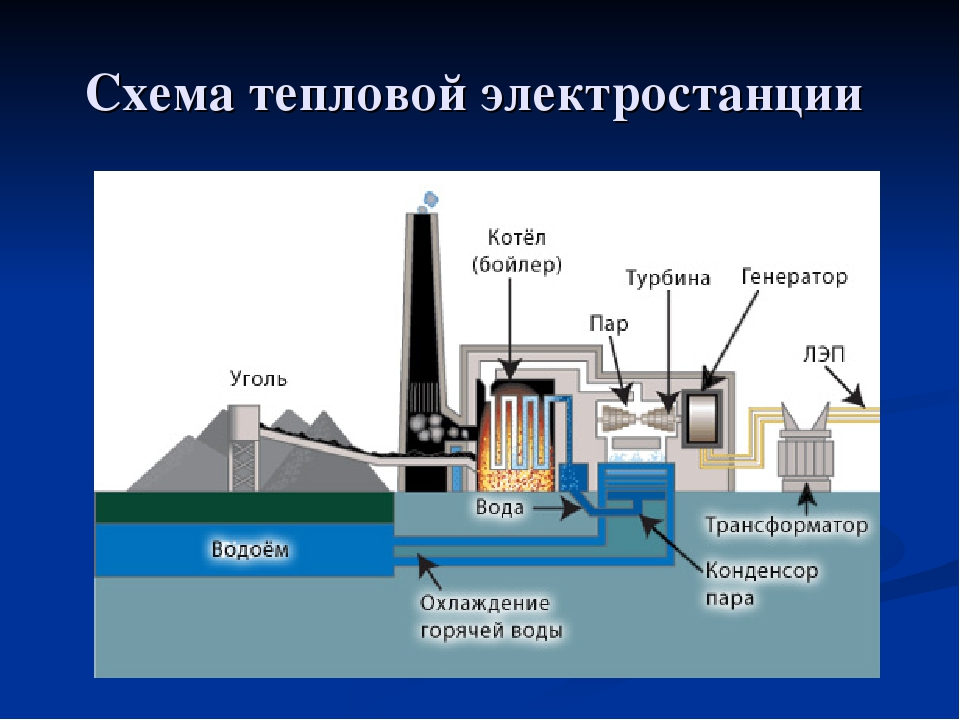 Схема тепловой электростанции
Котёл
(бойлер)
Турбина
Генератор
Пар
ЛЭП
Уголь
Вода
Трансформатор
Водоём
Конденсор
пара
Охлаждение
горячей воды